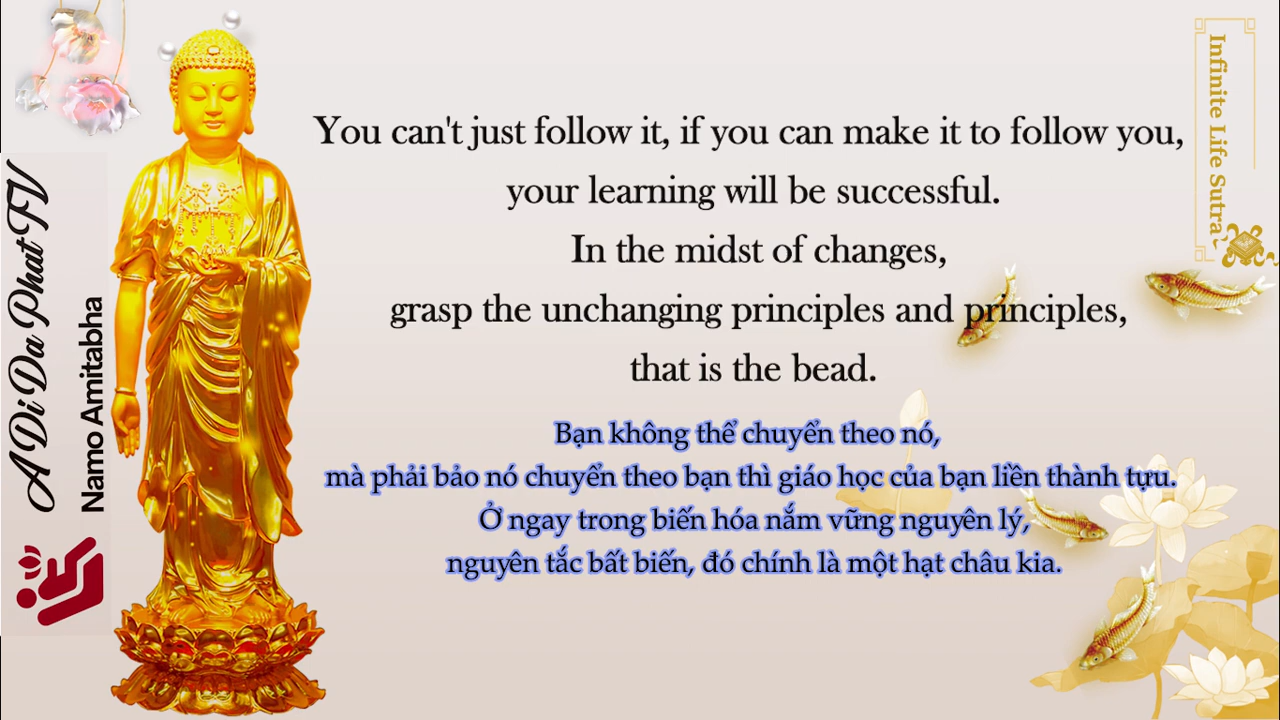 A Di Da Phat TV
Namo Amitabha
You can't just follow it, if you can make it to follow you,
your learning will be successful.
In the midst of changes,
grasp the unchanging principles and principles,
that is the bead.
Bạn không thể chuyển theo nó,
mà phải bảo nó chuyển theo bạn thì giáo học của bạn liền thành tựu.
Ở ngay trong biến hóa nắm vững nguyên lý,
nguyên tắc bất biến, đó chính là một hạt châu kia.
Infinite Life Sutra